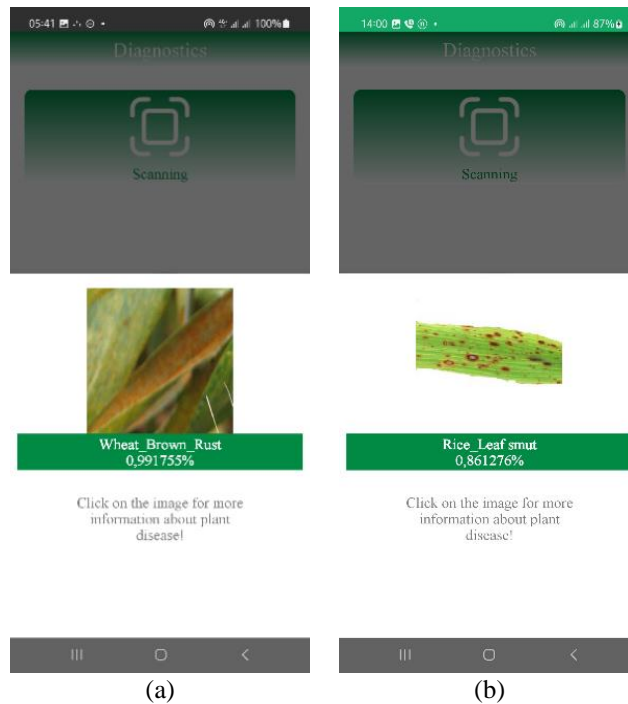 05:41
100%
Diagnostics
Scanning
Wheat_Brown_Rust
0,991755%
Click on the image for more
information about plant
disease!
(a)
14:00
87%
Diagnostics
Scanning
Rice_Leaf smut
0,861276%
Click on the image for more
information about plant
disease!
(b)